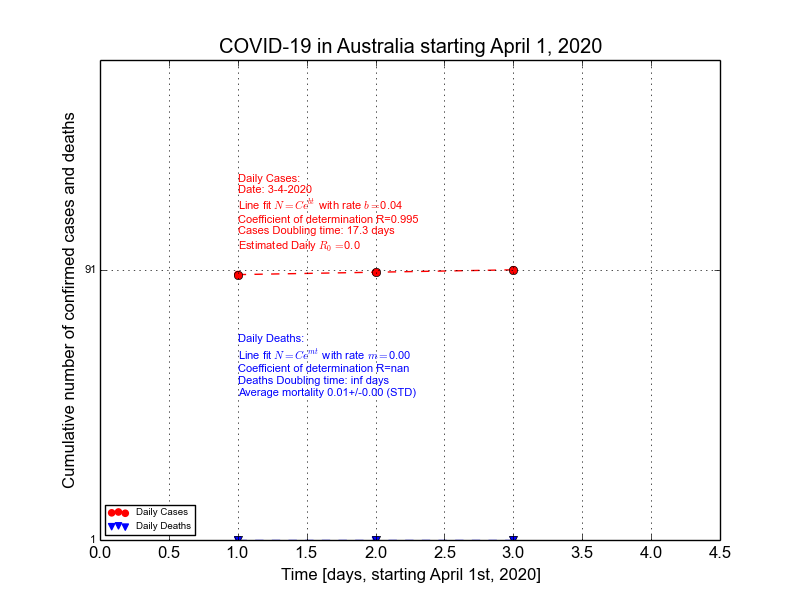 COVID-19 in Australia starting April 1, 2020
Cumulative number of confirmed cases and deaths
Daily Cases:
Date: 3-4-2020
Line fit N = Ce^{bt} with rate b = 0.04
Coefficient of determination R=0.995
Cases Doubling time: 17.3 days
Estimated Daily R_0 = 0.0
91
Daily Deaths:
Line fit N = Ce^{mt} with rate m = 0.00
Coefficient of determination R=nan
Deaths Doubling time: inf days
Average mortality 0.01+/-0.00 (STD)
Daily Cases
Daily Deaths
1
0.0 0.5 1.0 1.5 2.0 2.5 3.0 3.5 4.0 4.5
Time [days, starting April 1st, 2020]